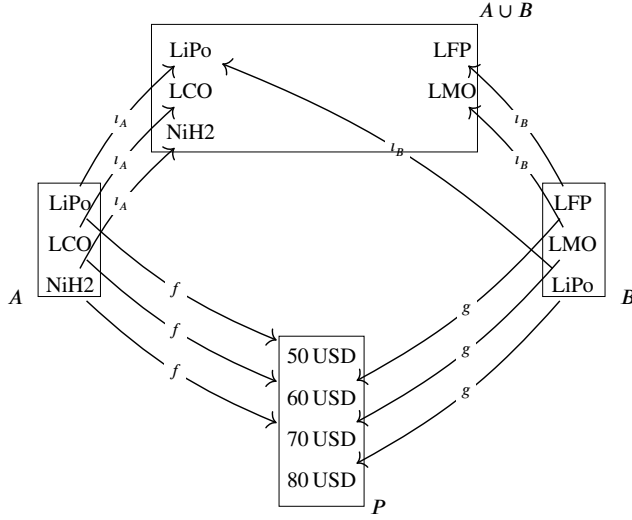 A ∪ B
LiPo LFP
LCO LMO
NiH2
ι_A ι_A ι_A
ι_B ι_B ι_B
LiPo LFP
LCO LMO
NiH2 LiPo
A B
f g
f g
f g
50 USD
60 USD
70 USD
80 USD
P